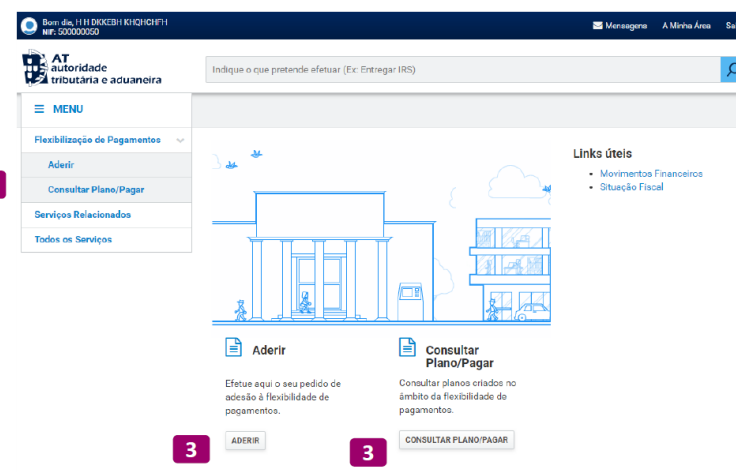 Bom dia, H H DKKEBH KHQHCHFH
NIF: 500000050
Mensagens A Minha Área
AT
autoridade
tributária e aduaneira
Indique o que pretende efetuar (Ex: Entregar IRS)
MENU
Flexibilização de Pagamentos
Aderir
Consultar Plano/Pagar
Serviços Relacionados
Todos os Serviços
Links úteis
Movimentos Financeiros
Situação Fiscal
Aderir
Efetue aqui o seu pedido de
adesão à flexibilidade de
pagamentos.
3
ADERIR
Consultar
Plano/Pagar
Consultar planos criados no
âmbito da flexibilidade de
pagamentos.
3
CONSULTAR PLANO/PAGAR